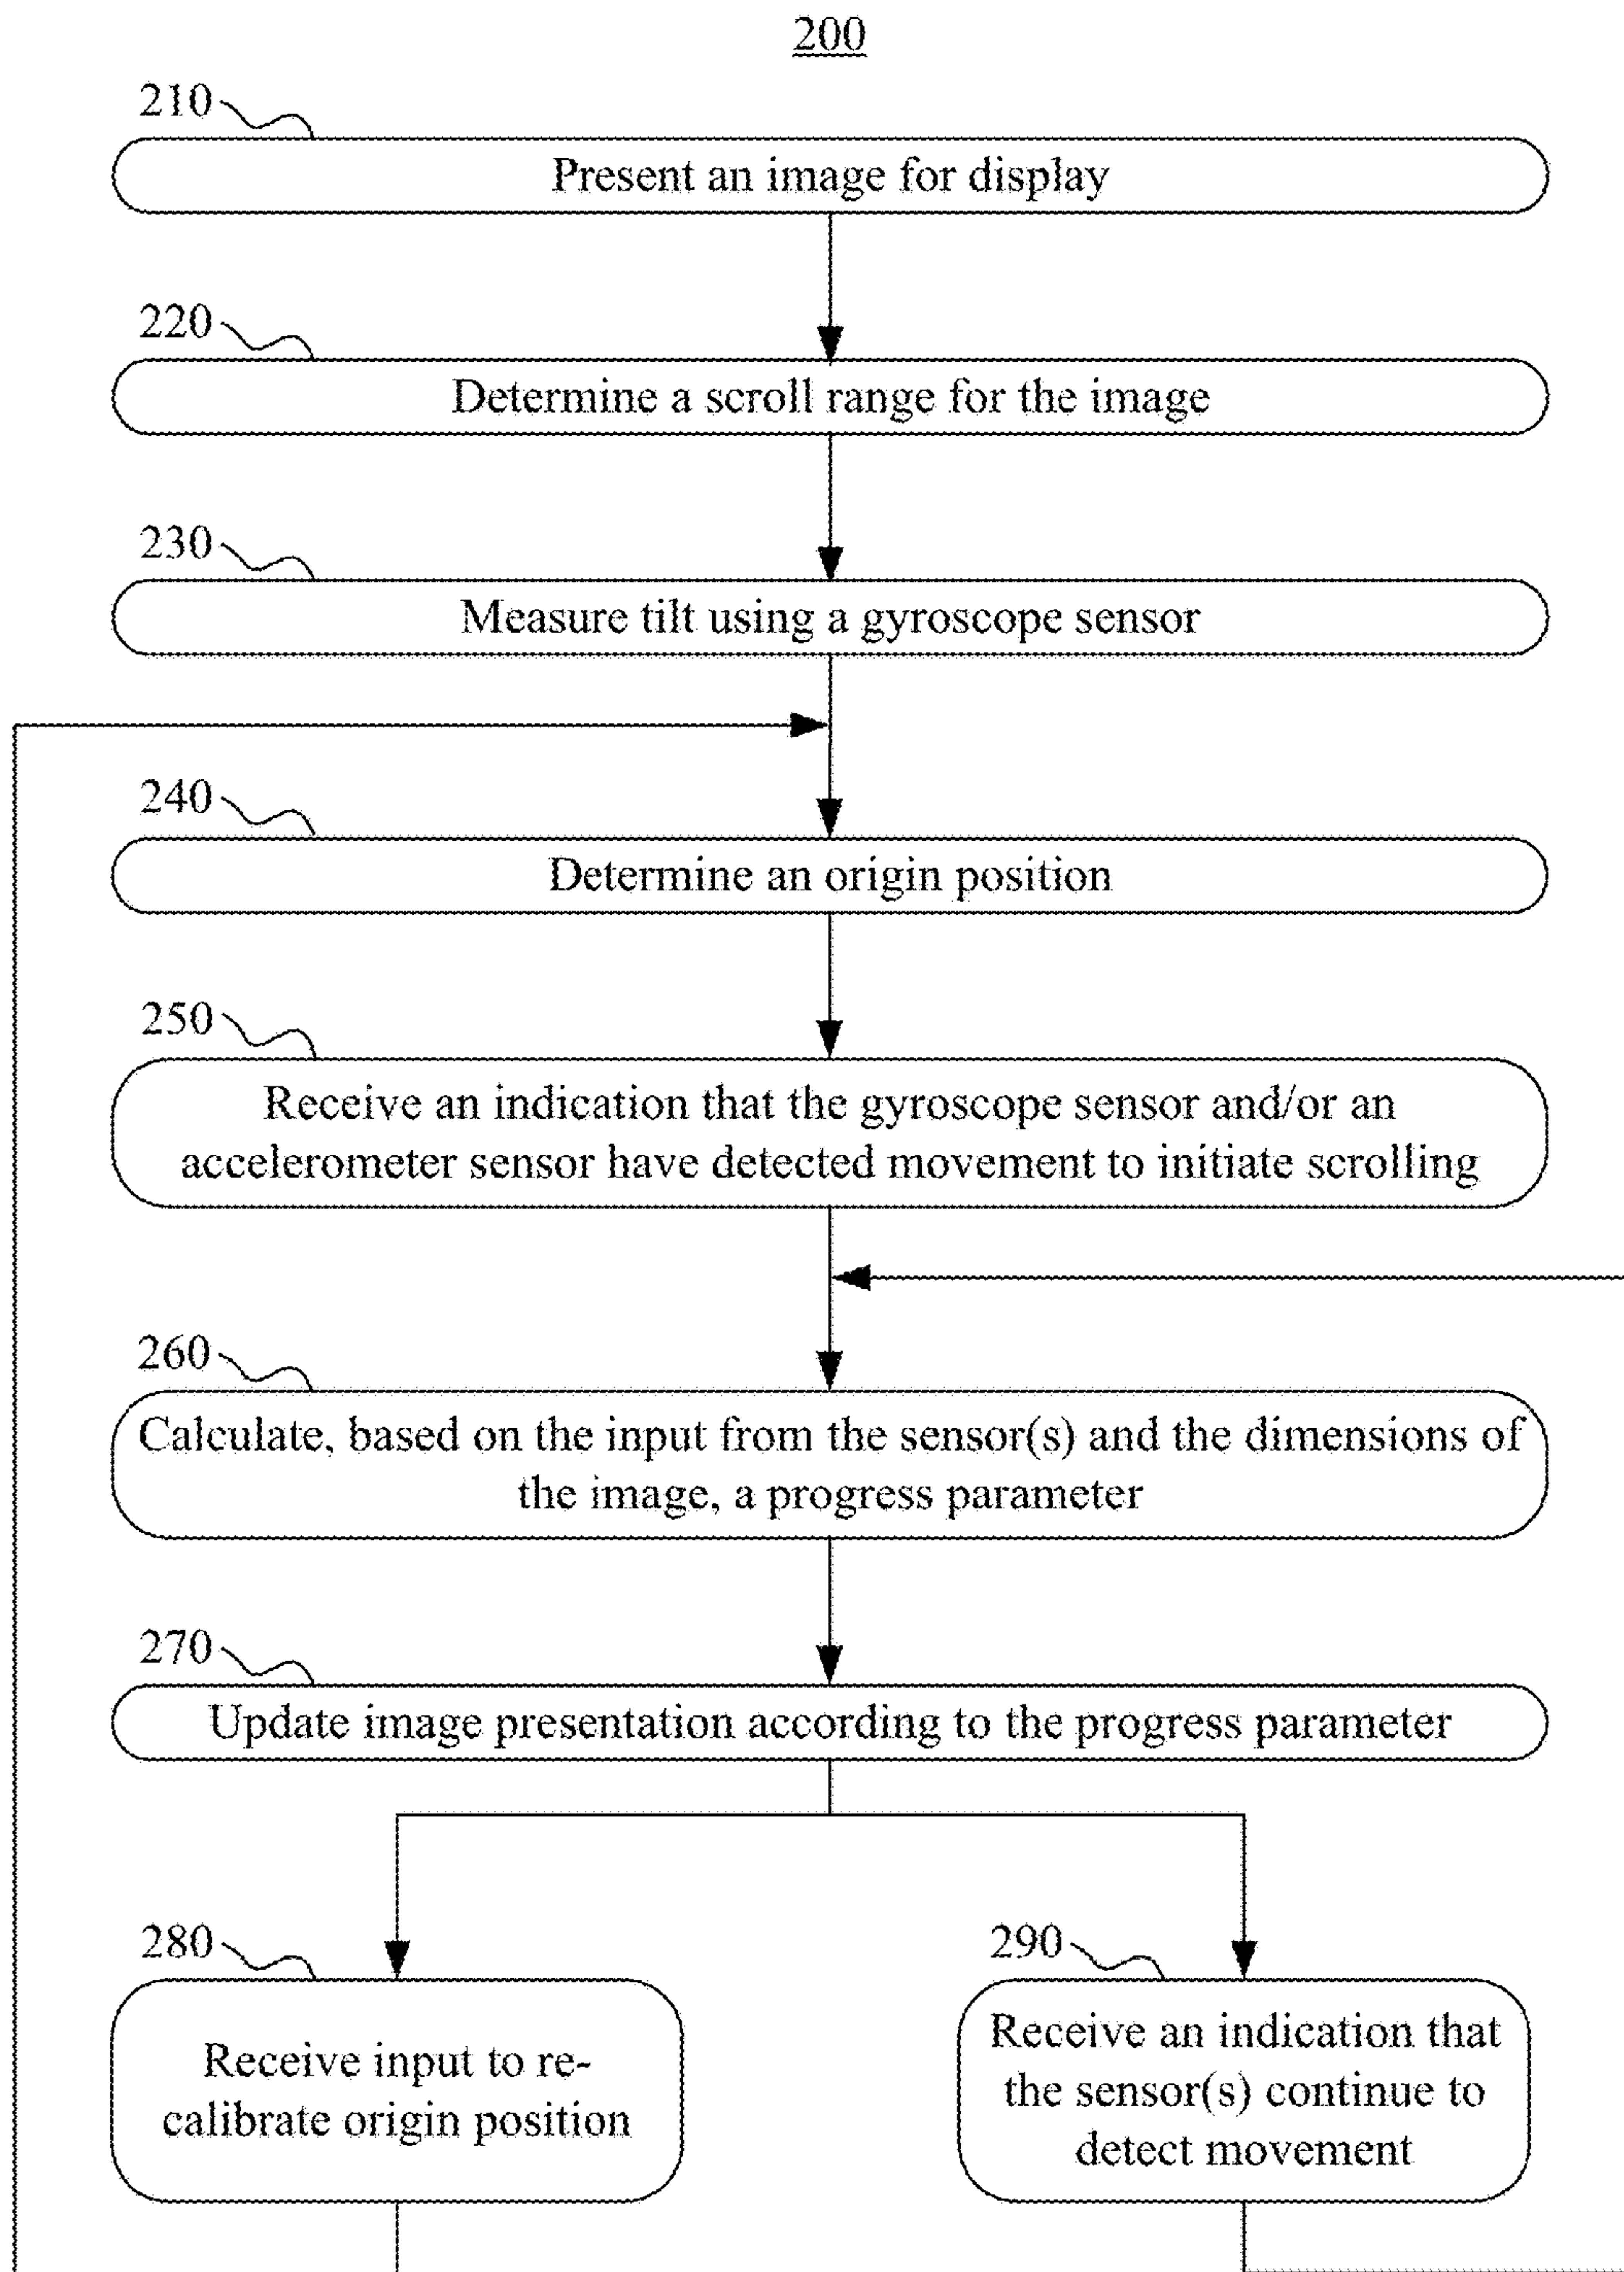 200
210
Present an image for display
220
Determine a scroll range for the image
230
Measure tilt using a gyroscope sensor
240
Determine an origin position
250
Receive an indication that the gyroscope sensor and/or an
accelerometer sensor have detected movement to initiate scrolling
260
Calculate, based on the input from the sensor(s) and the dimensions of
the image, a progress parameter
270
Update image presentation according to the progress parameter
280
Receive input to re-
calibrate origin position
290
Receive an indication that
the sensor(s) continue to
detect movement